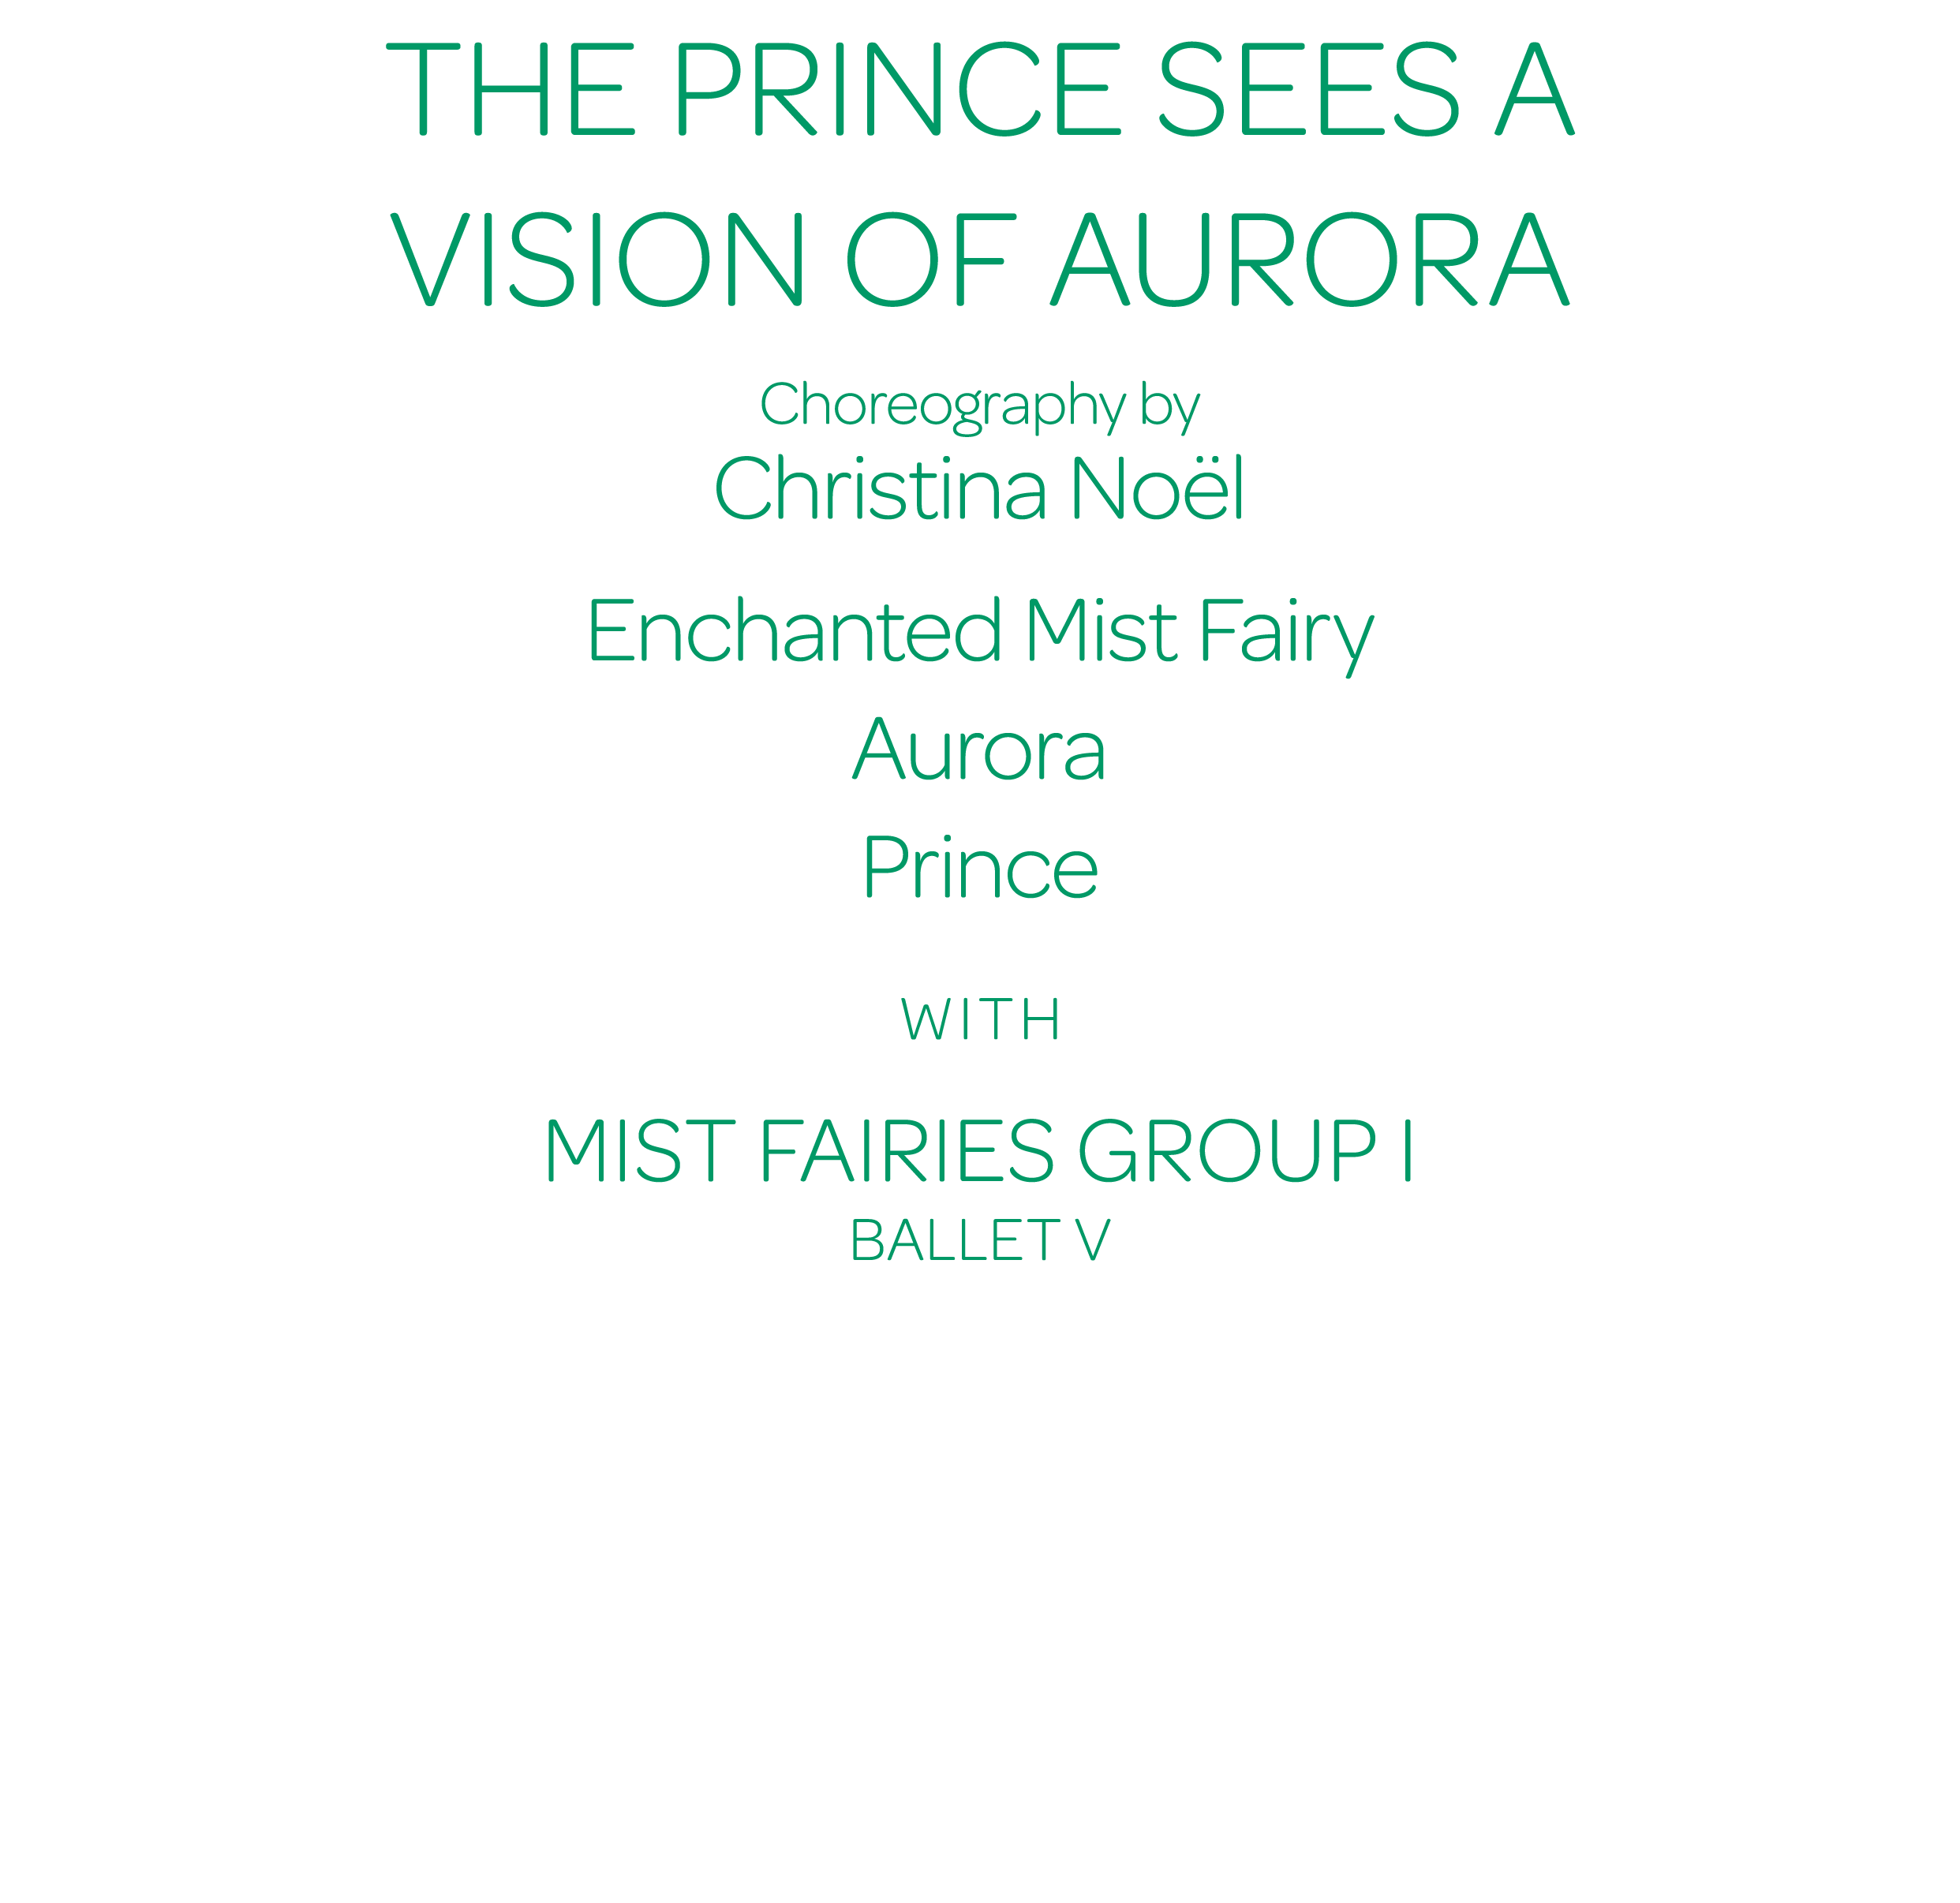 THE PRINCE SEES A
VISION OF AURORA
Choreography by
Christina Noël
Enchanted Mist Fairy
Aurora
Prince
WITH
MIST FAIRIES GROUP I
BALLET V